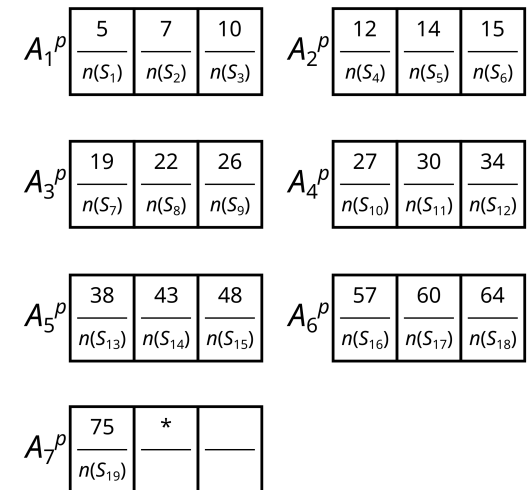 A₁ᵖ 5 7 10 A₂ᵖ 12 14 15
n(S₁) n(S₂) n(S₃) n(S₄) n(S₅) n(S₆)
A₃ᵖ 19 22 26 A₄ᵖ 27 30 34
n(S₇) n(S₈) n(S₉) n(S₁₀) n(S₁₁) n(S₁₂)
A₅ᵖ 38 43 48 A₆ᵖ 57 60 64
n(S₁₃) n(S₁₄) n(S₁₅) n(S₁₆) n(S₁₇) n(S₁₈)
A₇ᵖ 75 *
n(S₁₉)